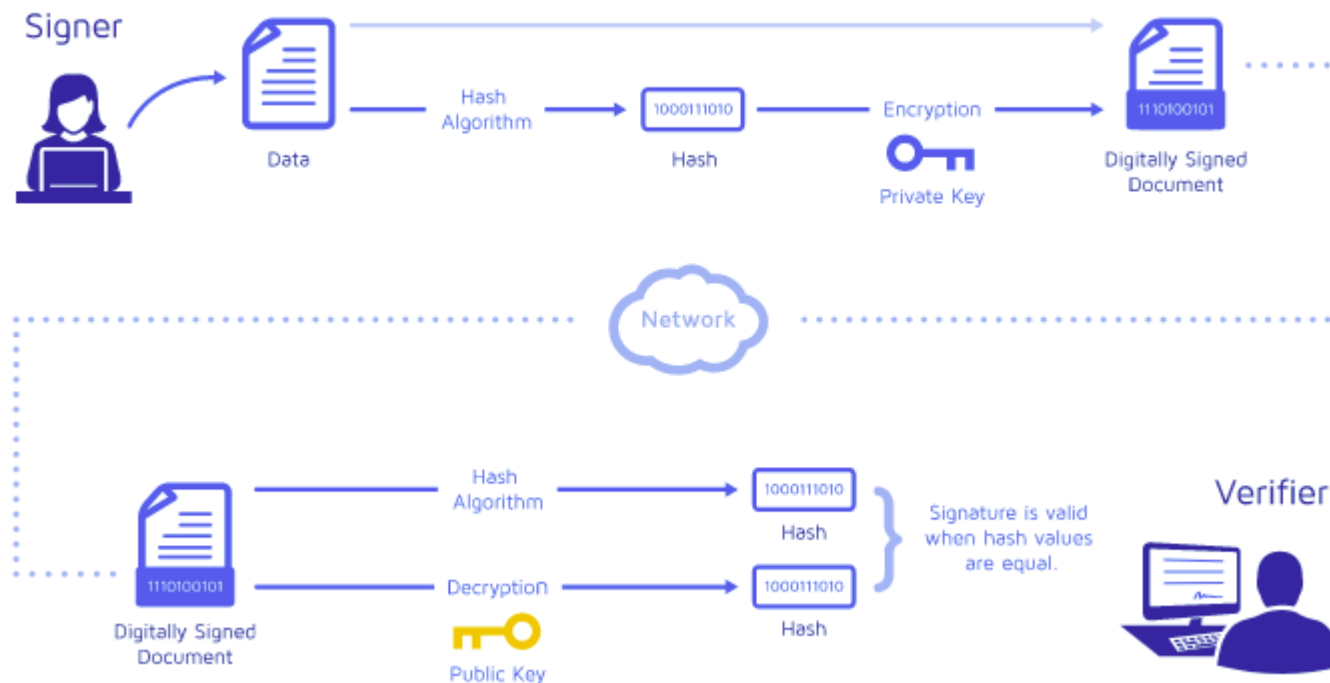 Signer
Hash
Algorithm
1000111010
Encryption
1110100101
Data
Hash
Private Key
Digitally Signed
Document
Network
Hash
Algorithm
1000111010
Hash
Signature is valid
when hash values
are equal.
Verifier
1110100101
Decryption
1000111010
Hash
Digitally Signed
Document
Public Key